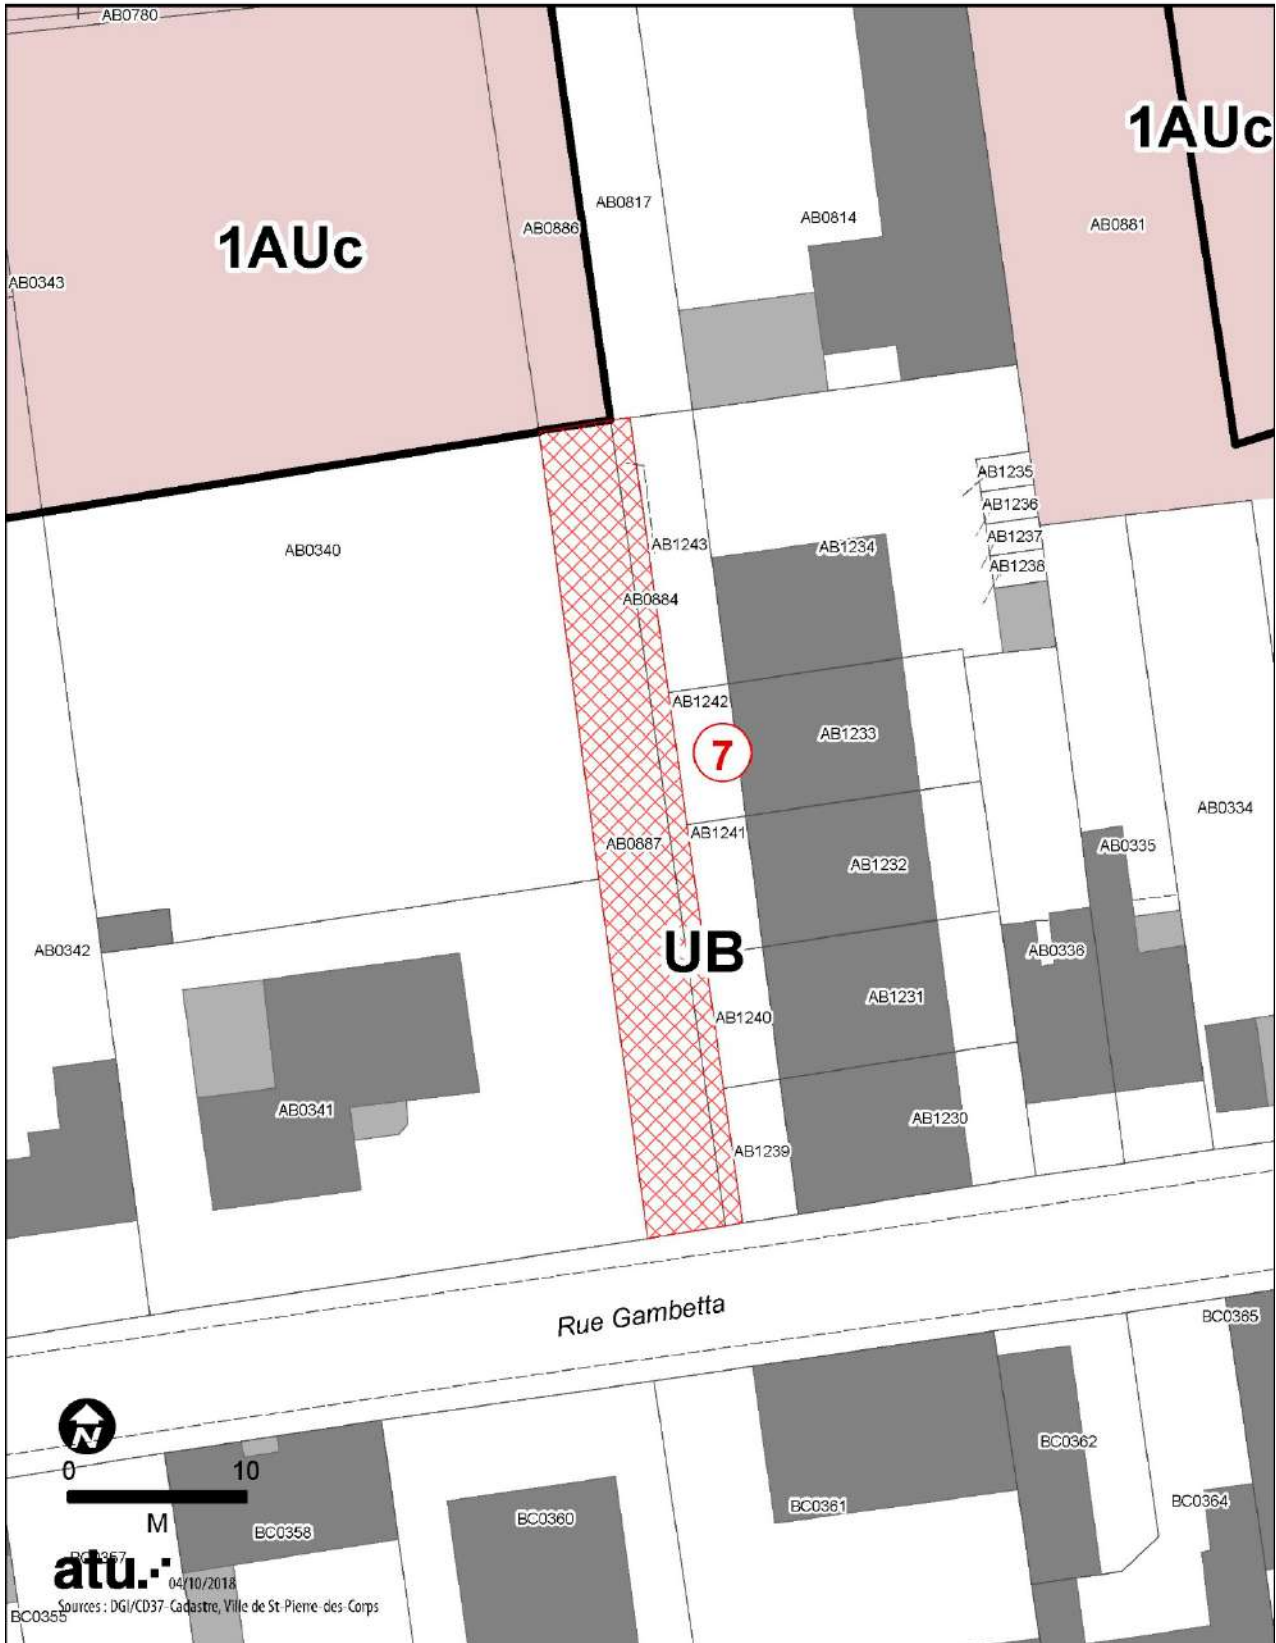 AB0780
1AUc
AB0817
AB0814
AB0881
AB0886
1AUc
AB0343
AB1235
AB1236
AB1237
AB1238
AB0340
AB1243
AB1234
AB0884
AB1242
7
AB1233
AB0334
AB1241
AB0887
AB1232
AB0335
AB0342
UB
AB0336
AB1231
AB1240
AB0341
AB1230
AB1239
Rue Gambetta
BC0365
N
0 10
M
BC0362
BC0361
BC0364
BC0360
BC0358
BC0357
atu.
04/10/2018
Sources : DGI/CD37-Cadastre, Ville de St-Pierre-des-Corps
BC0355